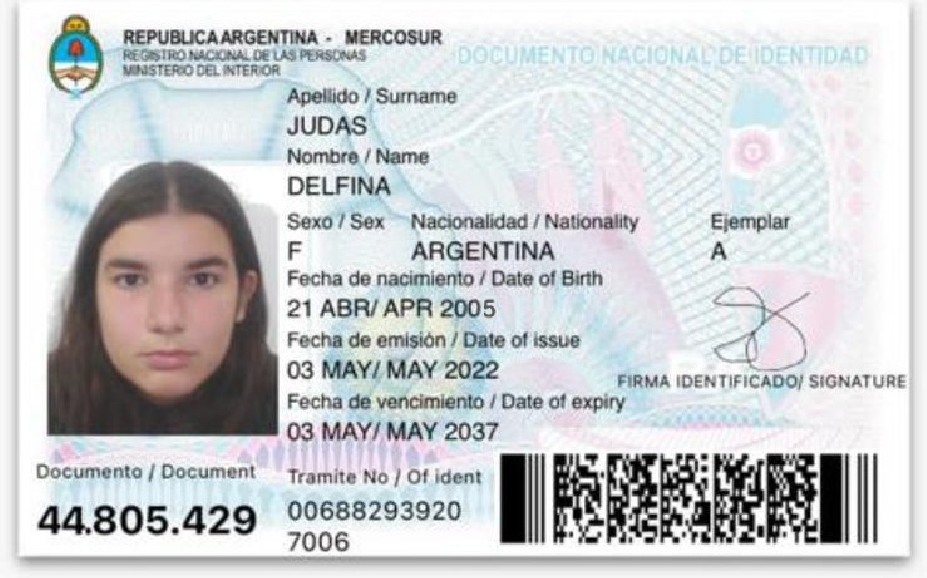 REPUBLICA ARGENTINA - MERCOSUR
REGISTRO NACIONAL DE LAS PERSONAS
MINISTERIO DEL INTERIOR
DOCUMENTO NACIONAL DE IDENTIDAD
Apellido / Surname
JUDAS
Nombre / Name
DELFINA
Sexo / Sex Nacionalidad / Nationality Ejemplar
F ARGENTINA A
Fecha de nacimiento / Date of Birth
21 ABR/ APR 2005
Fecha de emisión / Date of issue
03 MAY/ MAY 2022
FIRMA IDENTIFICADO/ SIGNATURE
Fecha de vencimiento / Date of expiry
03 MAY/ MAY 2037
Documento / Document
44.805.429
Tramite No / Of ident
00688293920
7006